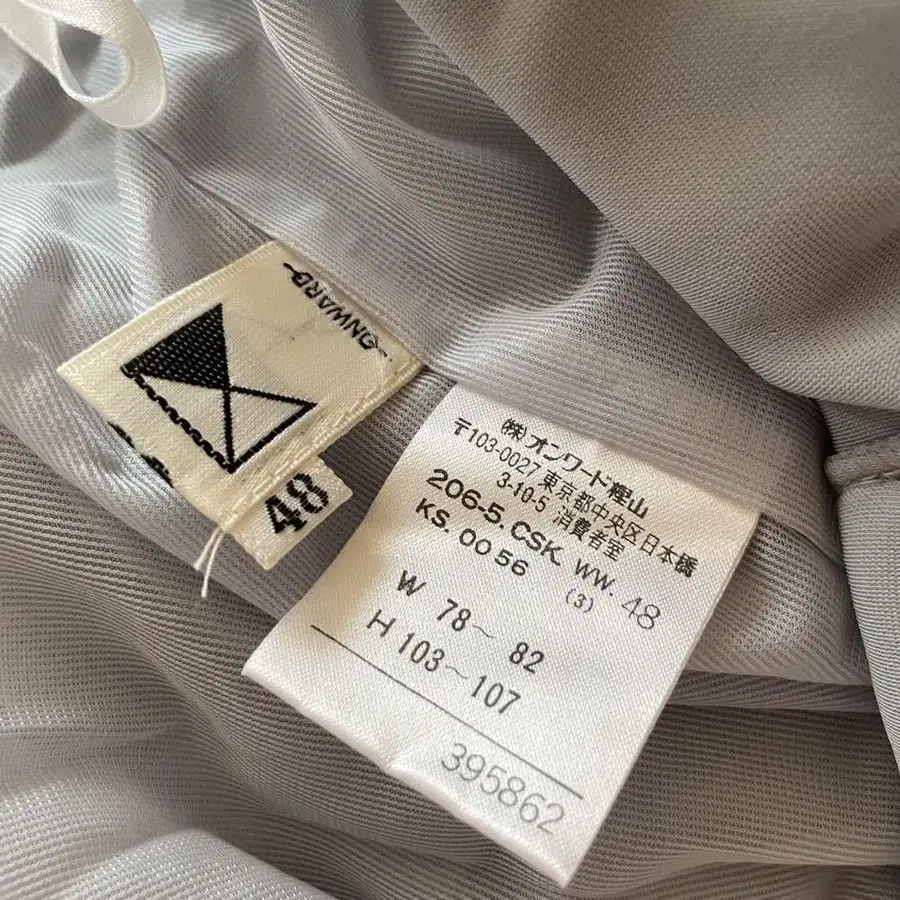 ONWARD
48
(株)オンワード樫山
〒103-0027 東京都中央区日本橋
3-10-5 消費者室
206-5.CSK. WW. 48
KS. 0056 (3)
W 78~ 82
H 103~107
395862